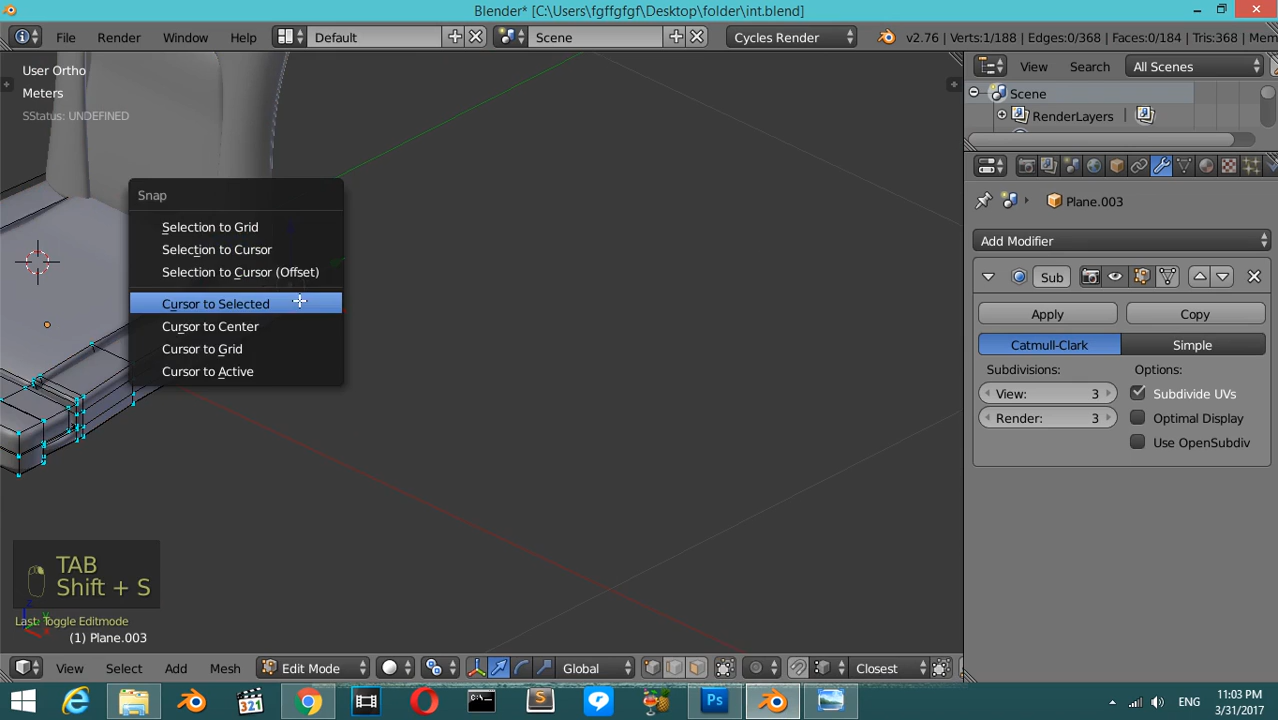 Blender* [C:\Users\fgffgfgf\Desktop\folder\int.blend]
File Render Window Help Default Scene Cycles Render v2.76 | Verts:1/188 | Edges:0/368 | Faces:0/184 | Tris:368 | Mem
User Ortho
Meters
SStatus: UNDEFINED
View Search All Scenes
Scene
RenderLayers
Plane.003
Add Modifier
Sub
Apply Copy
Catmull-Clark Simple
Subdivisions: Options:
View: 3 Subdivide UVs
Render: 3 Optimal Display
Use OpenSubdiv
Snap
Selection to Grid
Selection to Cursor
Selection to Cursor (Offset)
Cursor to Selected
Cursor to Center
Cursor to Grid
Cursor to Active
TAB
Shift + S
Last: Toggle Editmode
(1) Plane.003
View Select Add Mesh Edit Mode Global Closest
321
ENG
11:03 PM
3/31/2017